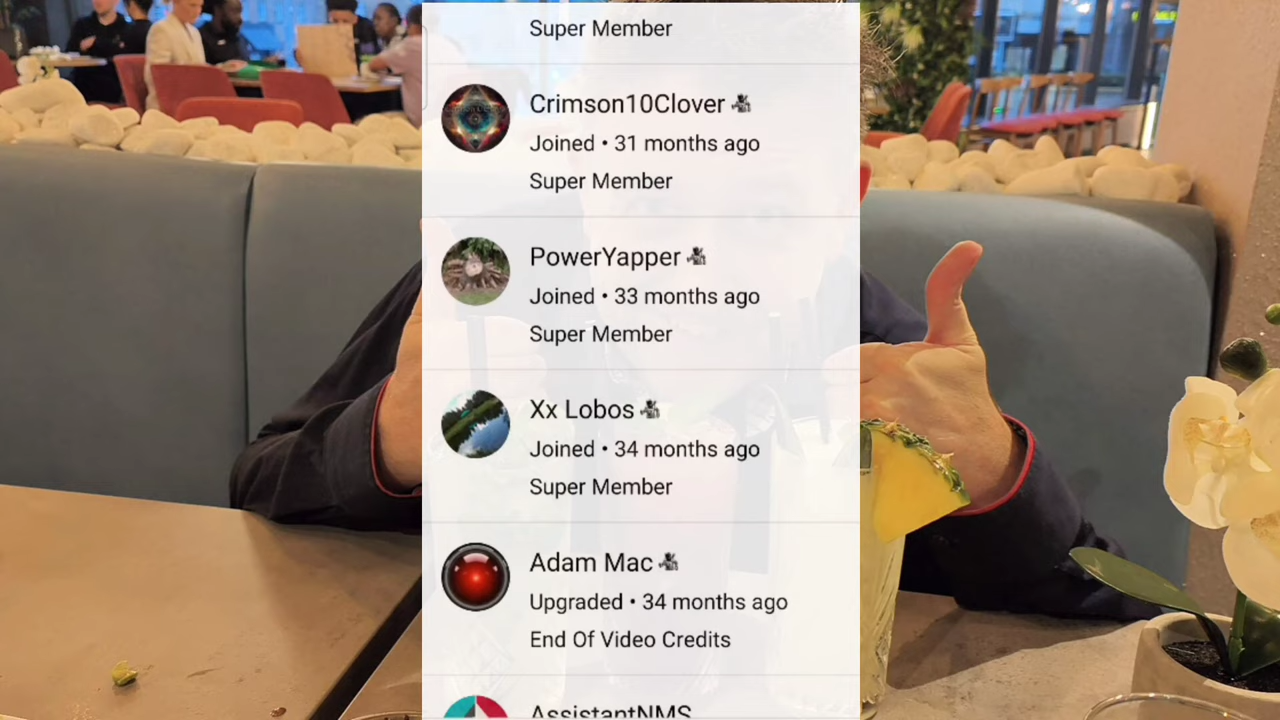 Super Member
Crimson10Clover
Joined • 31 months ago
Super Member
PowerYapper
Joined • 33 months ago
Super Member
Xx Lobos
Joined • 34 months ago
Super Member
Adam Mac
Upgraded • 34 months ago
End Of Video Credits
AssistantNMS